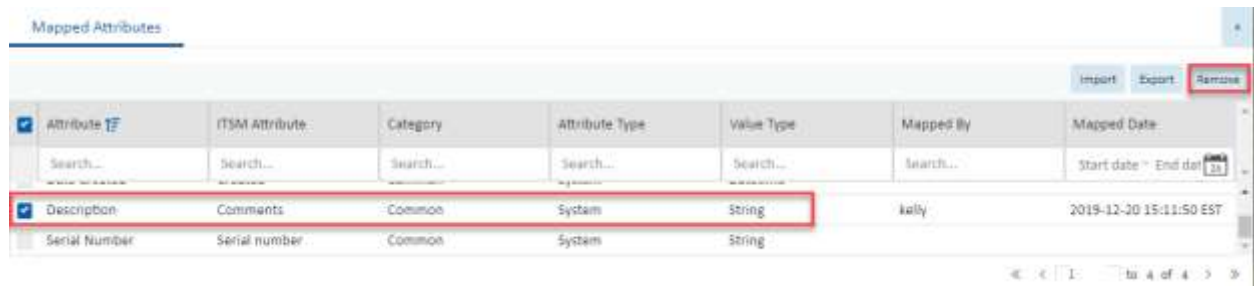 Mapped Attributes
Import Export Remove
Attribute ITSM Attribute Category Attribute Type Value Type Mapped By Mapped Date
Search... Search... Search... Search... Search... Search... Start date ~ End dat
Description Comments Common System String kelly 2019-12-20 15:11:50 EST
Serial Number Serial number Common System String
1 to 4 of 4